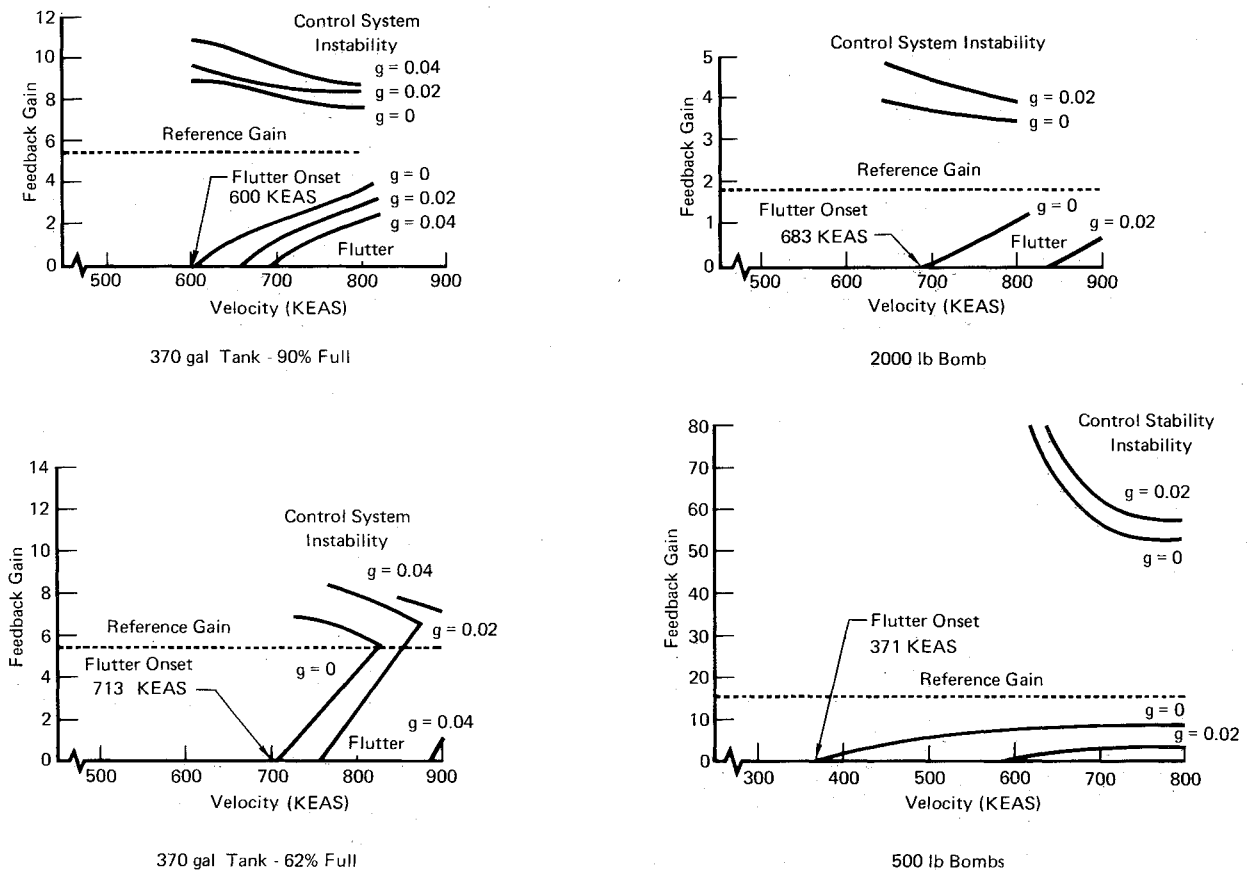 12
10
8
6
4
2
0
Feedback Gain
Control System
Instability
g = 0.04
g = 0.02
g = 0
Reference Gain
Flutter Onset
600 KEAS
g = 0
g = 0.02
g = 0.04
Flutter
500 600 700 800 900
Velocity (KEAS)
370 gal Tank - 90% Full
5
4
3
2
1
0
Feedback Gain
Control System Instability
g = 0.02
g = 0
Reference Gain
Flutter Onset
683 KEAS
g = 0
g = 0.02
Flutter
500 600 700 800 900
Velocity (KEAS)
2000 lb Bomb
14
12
10
8
6
4
2
0
Feedback Gain
Control System
Instability
g = 0.04
g = 0.02
Reference Gain
g = 0
Flutter Onset
713 KEAS
g = 0.04
Flutter
500 600 700 800 900
Velocity (KEAS)
370 gal Tank - 62% Full
80
70
60
50
40
30
20
10
0
Feedback Gain
Control Stability
Instability
g = 0.02
g = 0
Flutter Onset
371 KEAS
Reference Gain
g = 0
g = 0.02
300 400 500 600 700 800
Velocity (KEAS)
500 lb Bombs